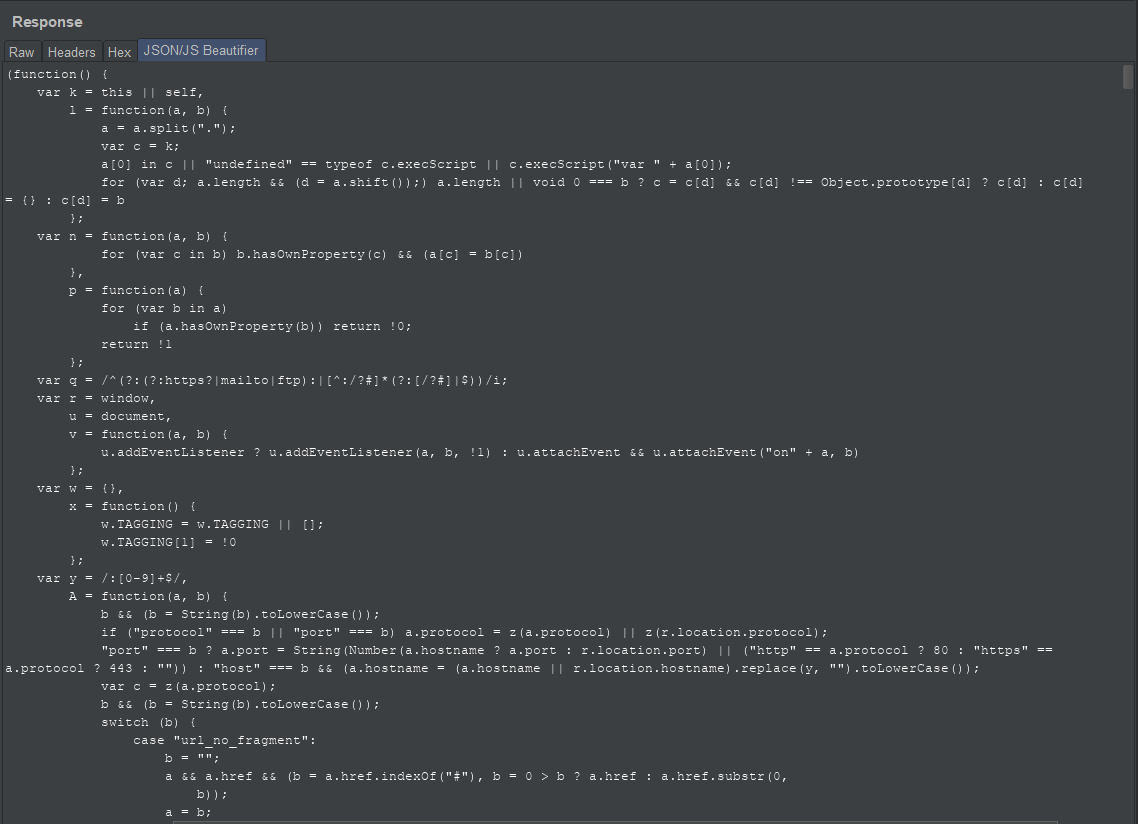 Response
Raw Headers Hex JSON/JS Beautifier
(function() {
    var k = this || self,
        l = function(a, b) {
            a = a.split(".");
            var c = k;
            a[0] in c || "undefined" == typeof c.execScript || c.execScript("var " + a[0]);
            for (var d; a.length && (d = a.shift());) a.length || void 0 === b ? c = c[d] && c[d] !== Object.prototype[d] ? c[d] : c[d]
= {} : c[d] = b
        };
    var n = function(a, b) {
            for (var c in b) b.hasOwnProperty(c) && (a[c] = b[c])
        },
        p = function(a) {
            for (var b in a)
                if (a.hasOwnProperty(b)) return !0;
            return !1
        };
    var q = /^(?:(?:https?|mailto|ftp):|[^:/?#]*(?:[/?#]|$))/i;
    var r = window,
        u = document,
        v = function(a, b) {
            u.addEventListener ? u.addEventListener(a, b, !1) : u.attachEvent && u.attachEvent("on" + a, b)
        };
    var w = {},
        x = function() {
            w.TAGGING = w.TAGGING || [];
            w.TAGGING[1] = !0
        };
    var y = /:[0-9]+$/,
        A = function(a, b) {
            b && (b = String(b).toLowerCase());
            if ("protocol" === b || "port" === b) a.protocol = z(a.protocol) || z(r.location.protocol);
            "port" === b ? a.port = String(Number(a.hostname ? a.port : r.location.port) || ("http" == a.protocol ? 80 : "https" ==
a.protocol ? 443 : "")) : "host" === b && (a.hostname = (a.hostname || r.location.hostname).replace(y, "").toLowerCase());
            var c = z(a.protocol);
            b && (b = String(b).toLowerCase());
            switch (b) {
                case "url_no_fragment":
                    b = "";
                    a && a.href && (b = a.href.indexOf("#"), b = 0 > b ? a.href : a.href.substr(0,
                        b));
                    a = b;